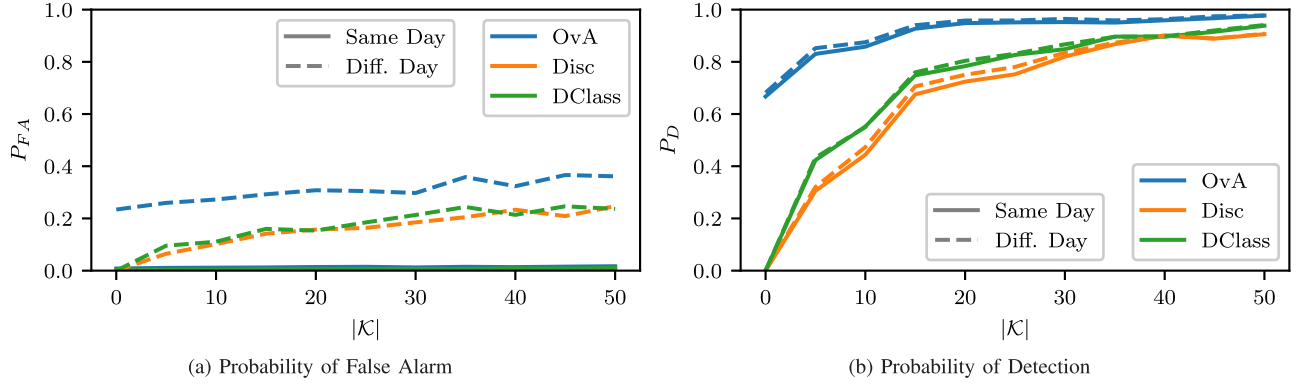 1.0
0.8
0.6
0.4
0.2
0.0
P_{FA}
Same Day
Diff. Day
OvA
Disc
DClass
0 10 20 30 40 50
|𝒦|
(a) Probability of False Alarm
1.0
0.8
0.6
0.4
0.2
0.0
P_D
Same Day
Diff. Day
OvA
Disc
DClass
0 10 20 30 40 50
|𝒦|
(b) Probability of Detection